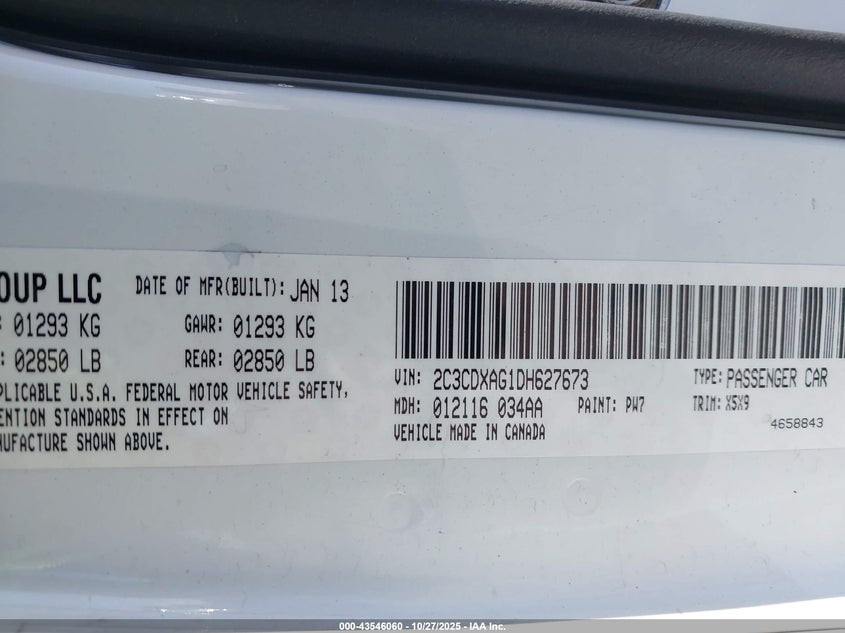 OUP LLC DATE OF MFR(BUILT): JAN 13
: 01293 KG GAWR: 01293 KG
: 02850 LB REAR: 02850 LB
PLICABLE U.S.A. FEDERAL MOTOR VEHICLE SAFETY,
ENTION STANDARDS IN EFFECT ON
NUFACTURE SHOWN ABOVE.
VIN: 2C3CDXAG1DH627673 TYPE: PASSENGER CAR
MDH: 012116 034AA PAINT: PW7 TRIM: X5X9
VEHICLE MADE IN CANADA 4658843
000-43546060 - 10/27/2025 - IAA Inc.